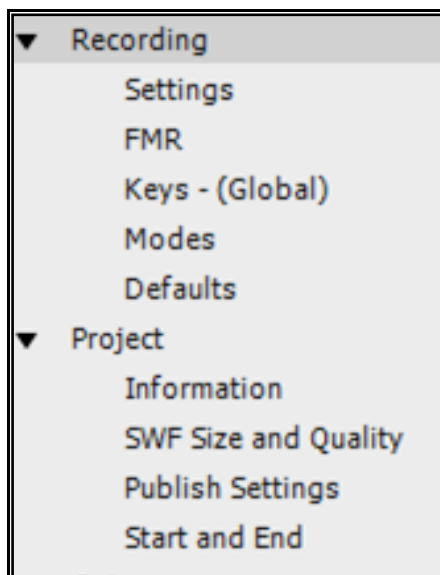 Recording
Settings
FMR
Keys - (Global)
Modes
Defaults
Project
Information
SWF Size and Quality
Publish Settings
Start and End